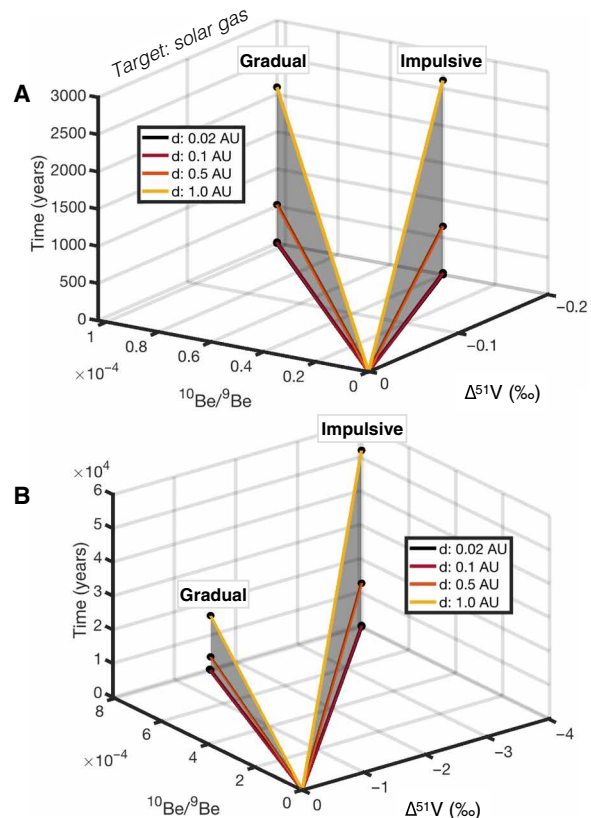 Target: solar gas
A
Gradual
Impulsive
3000
2500
2000
1500
1000
500
0
Time (years)
d: 0.02 AU
d: 0.1 AU
d: 0.5 AU
d: 1.0 AU
1
0.8
0.6
0.4
0.2
0
×10⁻⁴
¹⁰Be/⁹Be
0
−0.1
−0.2
Δ⁵¹V (‰)
B
Impulsive
×10⁴
6
5
4
3
2
1
0
Time (years)
Gradual
d: 0.02 AU
d: 0.1 AU
d: 0.5 AU
d: 1.0 AU
8
6
4
2
0
×10⁻⁴
¹⁰Be/⁹Be
0
−1
−2
−3
−4
Δ⁵¹V (‰)